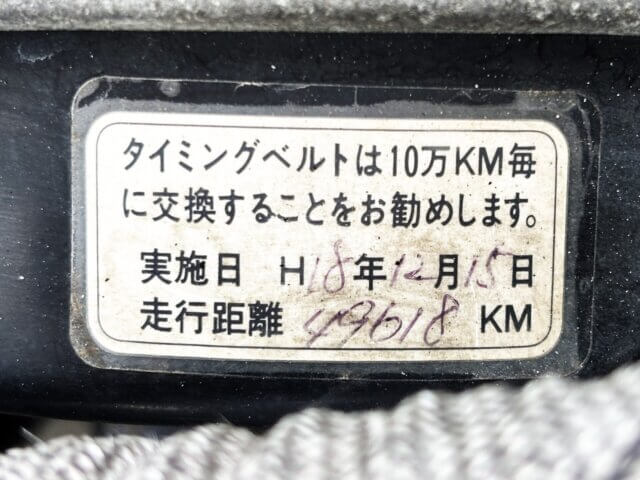 タイミングベルトは10万KM毎
に交換することをお勧めします。
実施日 H18年12月15日
走行距離 49618 KM